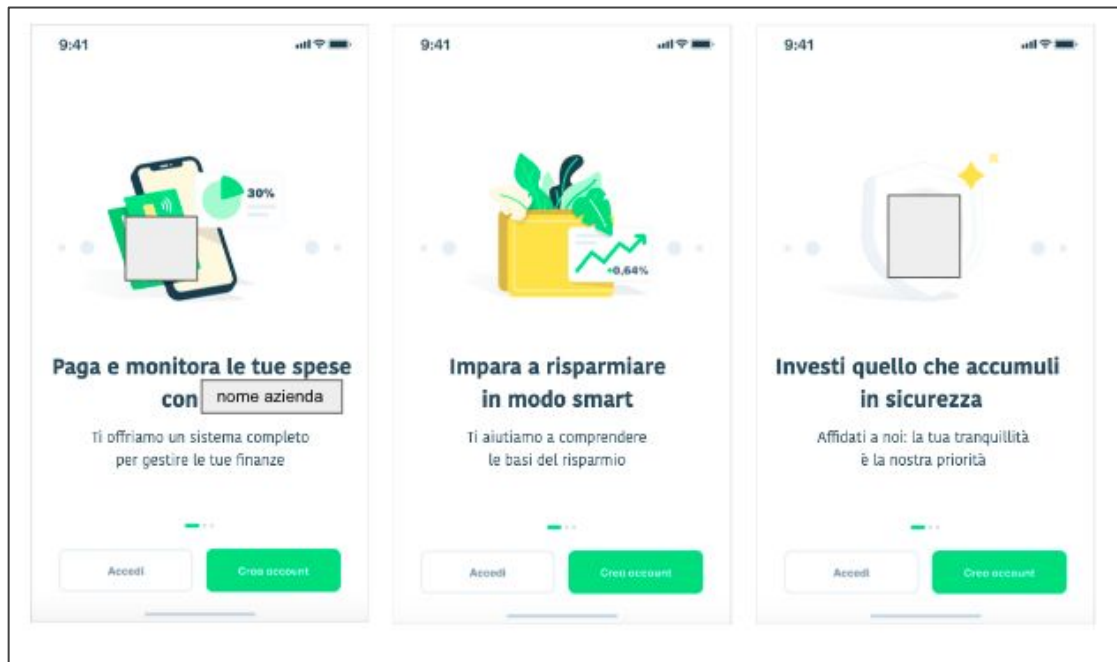 9:41
30%
Paga e monitora le tue spese
con nome azienda
Ti offriamo un sistema completo
per gestire le tue finanze
Accedi
Crea account
9:41
+0,64%
Impara a risparmiare
in modo smart
Ti aiutiamo a comprendere
le basi del risparmio
Accedi
Crea account
9:41
Investi quello che accumuli
in sicurezza
Affidati a noi: la tua tranquillità
è la nostra priorità
Accedi
Crea account